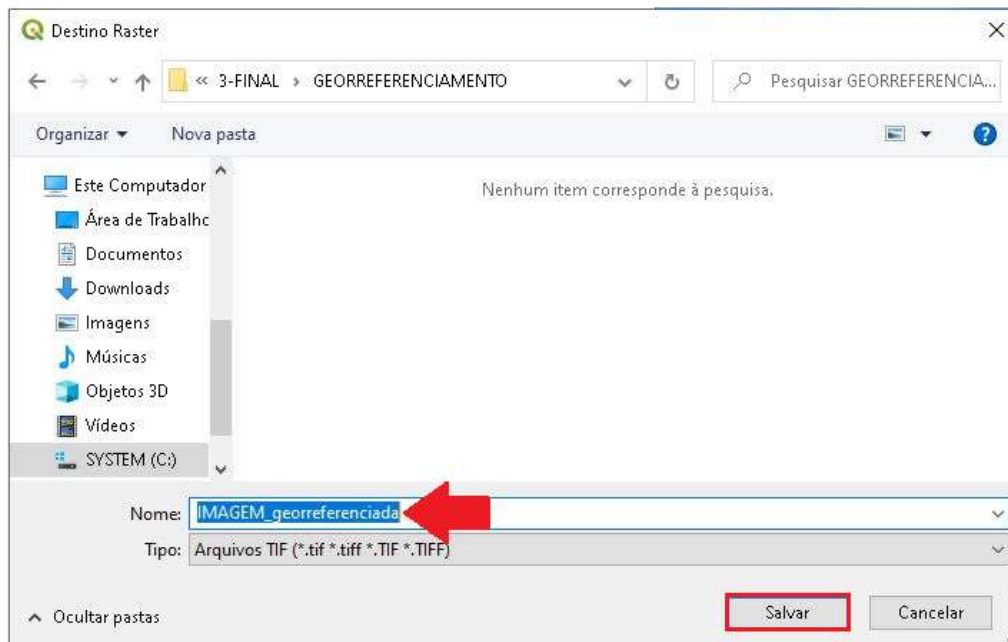 Destino Raster
« 3-FINAL › GEORREFERENCIAMENTO
Pesquisar GEORREFERENCIA...
Organizar
Nova pasta
Este Computador
Nenhum item corresponde à pesquisa.
Área de Trabalho
Documentos
Downloads
Imagens
Músicas
Objetos 3D
Vídeos
SYSTEM (C:)
Nome: IMAGEM_georreferenciada
Tipo: Arquivos TIF (*.tif *.tiff *.TIF *.TIFF)
Ocultar pastas
Salvar
Cancelar